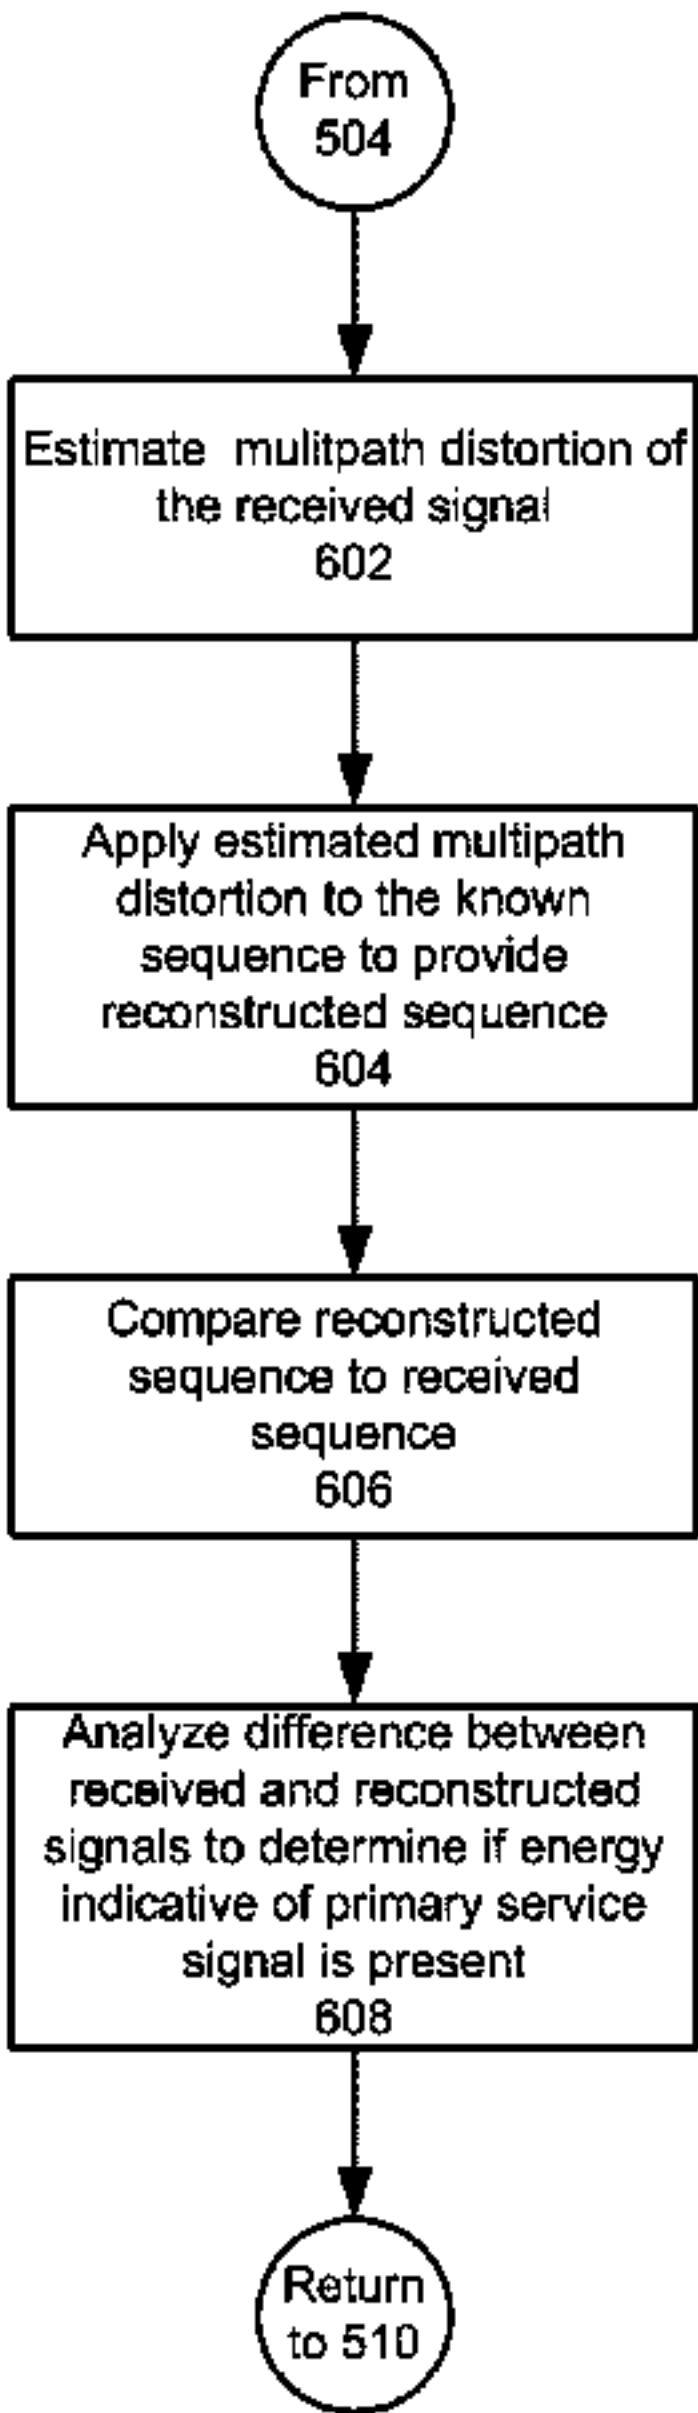 From
504
Estimate mulitpath distortion of
the received signal
602
Apply estimated multipath
distortion to the known
sequence to provide
reconstructed sequence
604
Compare reconstructed
sequence to received
sequence
606
Analyze difference between
received and reconstructed
signals to determine if energy
indicative of primary service
signal is present
608
Return
to 510